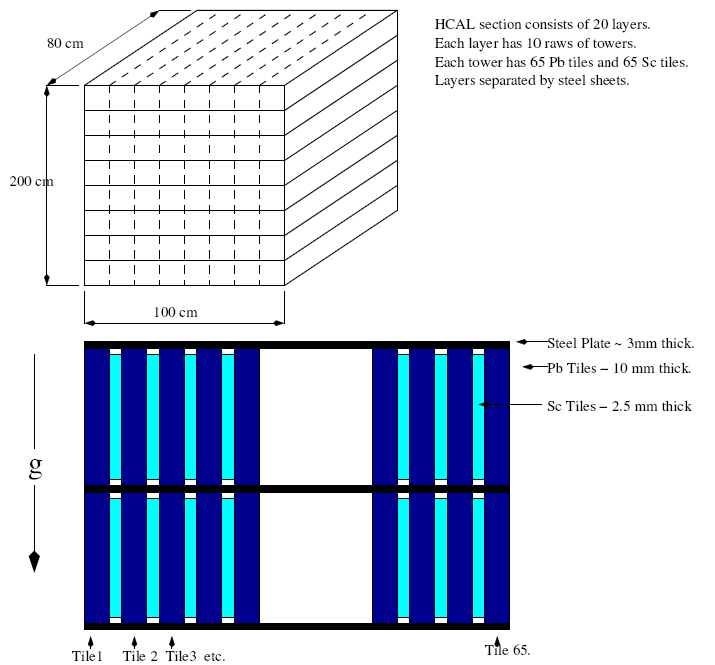 80 cm
HCAL section consists of 20 layers.
Each layer has 10 raws of towers.
Each tower has 65 Pb tiles and 65 Sc tiles.
Layers separated by steel sheets.
200 cm
100 cm
Steel Plate ~ 3mm thick.
Pb Tiles – 10 mm thick.
Sc Tiles – 2.5 mm thick
g
Tile1 Tile 2 Tile3 etc.
Tile 65.